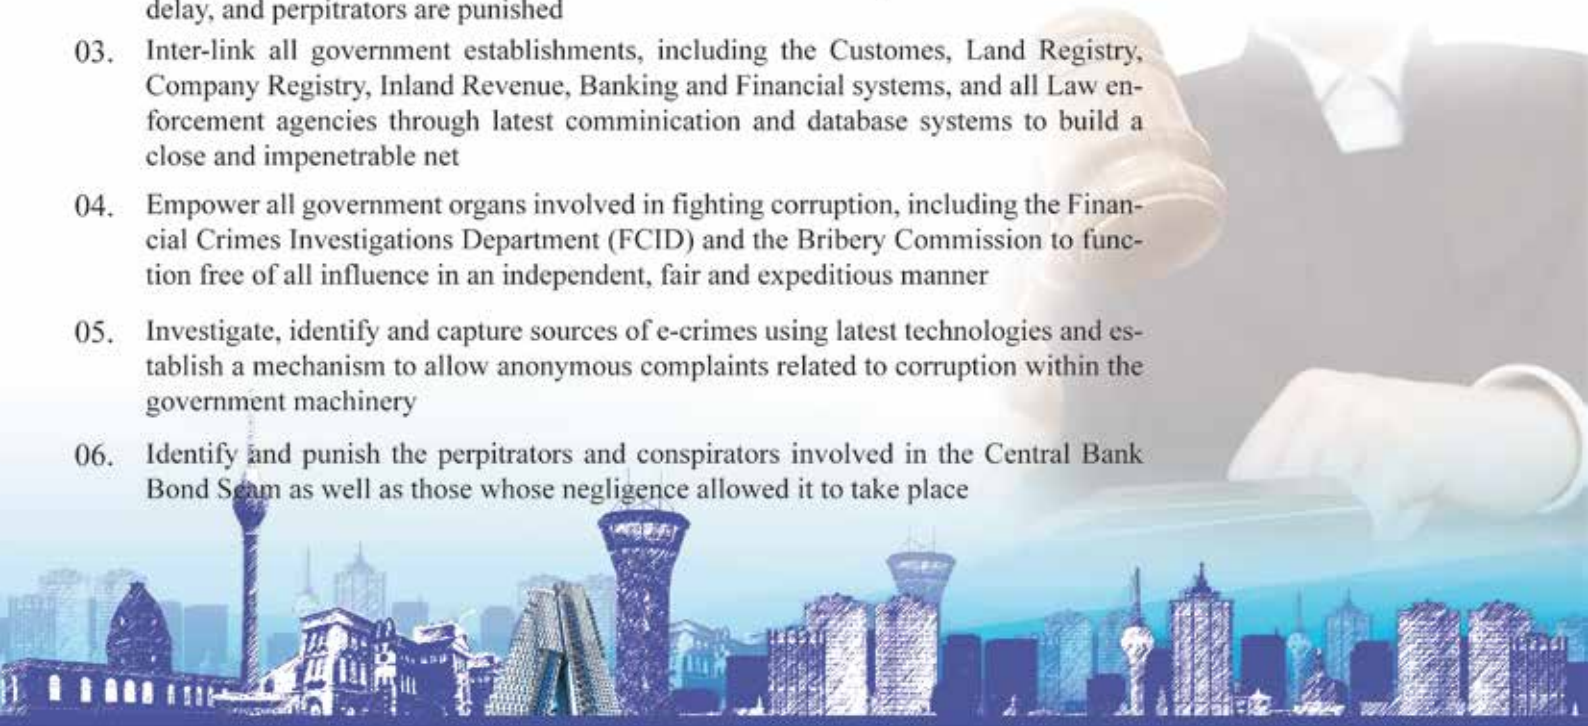 delay, and perpitrators are punished
03. Inter-link all government establishments, including the Customes, Land Registry,
Company Registry, Inland Revenue, Banking and Financial systems, and all Law en-
forcement agencies through latest comminication and database systems to build a
close and impenetrable net
04. Empower all government organs involved in fighting corruption, including the Finan-
cial Crimes Investigations Department (FCID) and the Bribery Commission to func-
tion free of all influence in an independent, fair and expeditious manner
05. Investigate, identify and capture sources of e-crimes using latest technologies and es-
tablish a mechanism to allow anonymous complaints related to corruption within the
government machinery
06. Identify and punish the perpitrators and conspirators involved in the Central Bank
Bond Scam as well as those whose negligence allowed it to take place